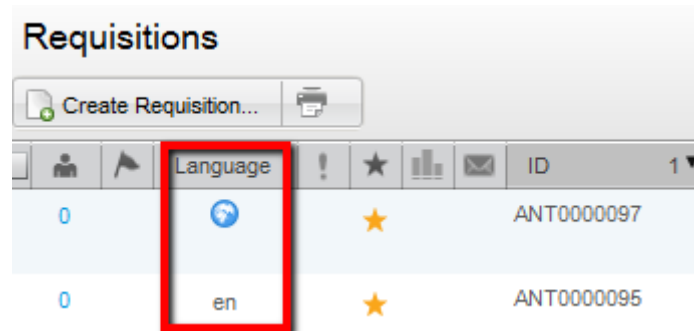 Requisitions
Create Requisition...
Language ! ID 1
0 ANT0000097
0 en ANT0000095